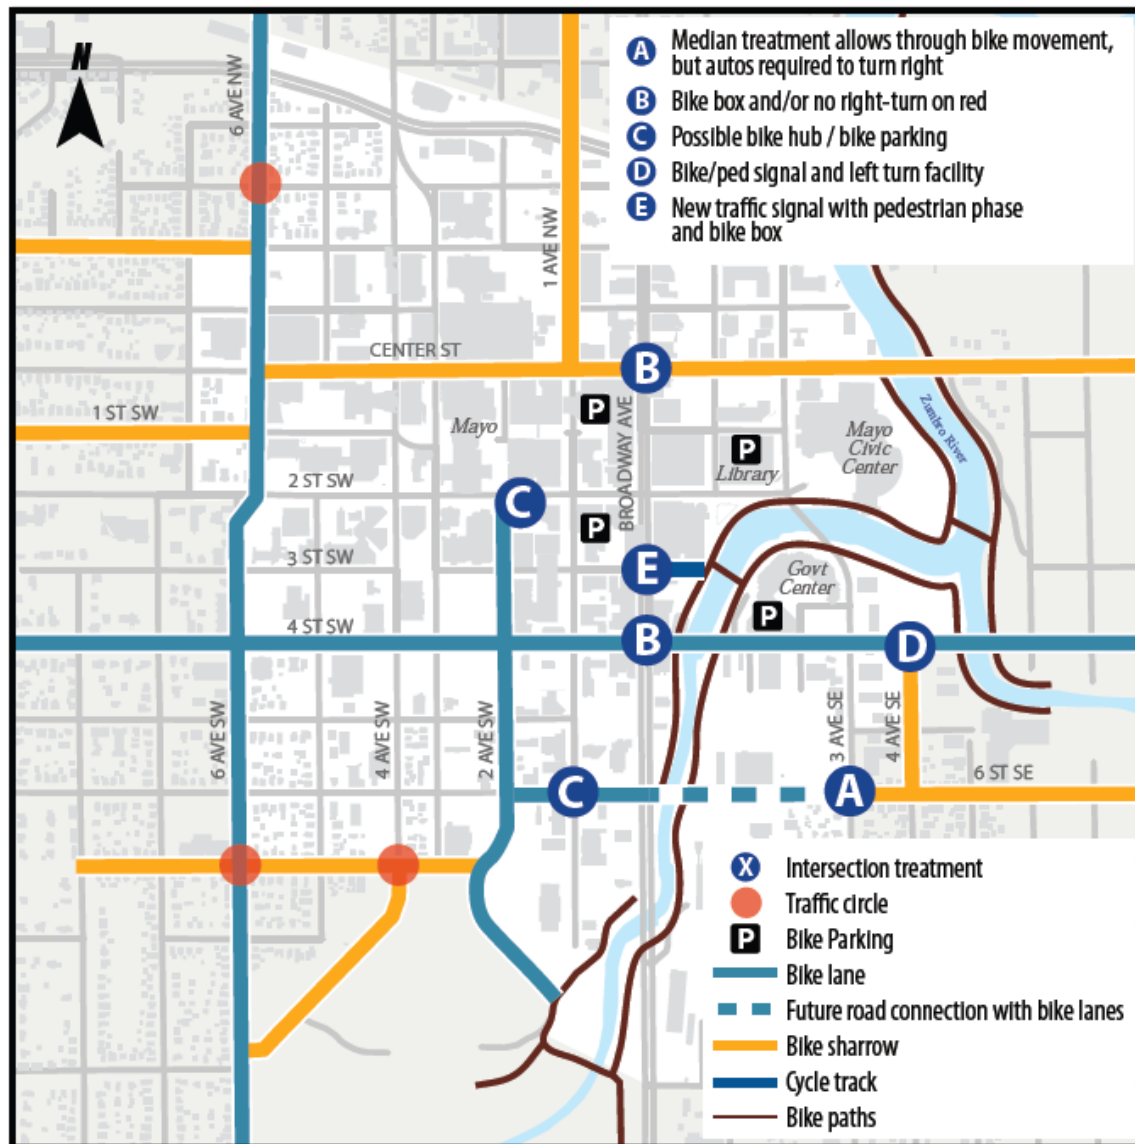 N
6 AVE NW
A Median treatment allows through bike movement,
but autos required to turn right
B Bike box and/or no right-turn on red
C Possible bike hub / bike parking
D Bike/ped signal and left turn facility
E New traffic signal with pedestrian phase
and bike box
1 AVE NW
CENTER ST
B
1 ST SW
P
BROADWAY AVE
Mayo
Mayo
Civic
Center
Zumbro River
P
Library
2 ST SW
C
P
3 ST SW
E
Govt
Center
P
4 ST SW
B
D
6 AVE SW
4 AVE SW
2 AVE SW
3 AVE SE
4 AVE SE
6 ST SE
C
A
X Intersection treatment
Traffic circle
P Bike Parking
Bike lane
Future road connection with bike lanes
Bike sharrow
Cycle track
Bike paths